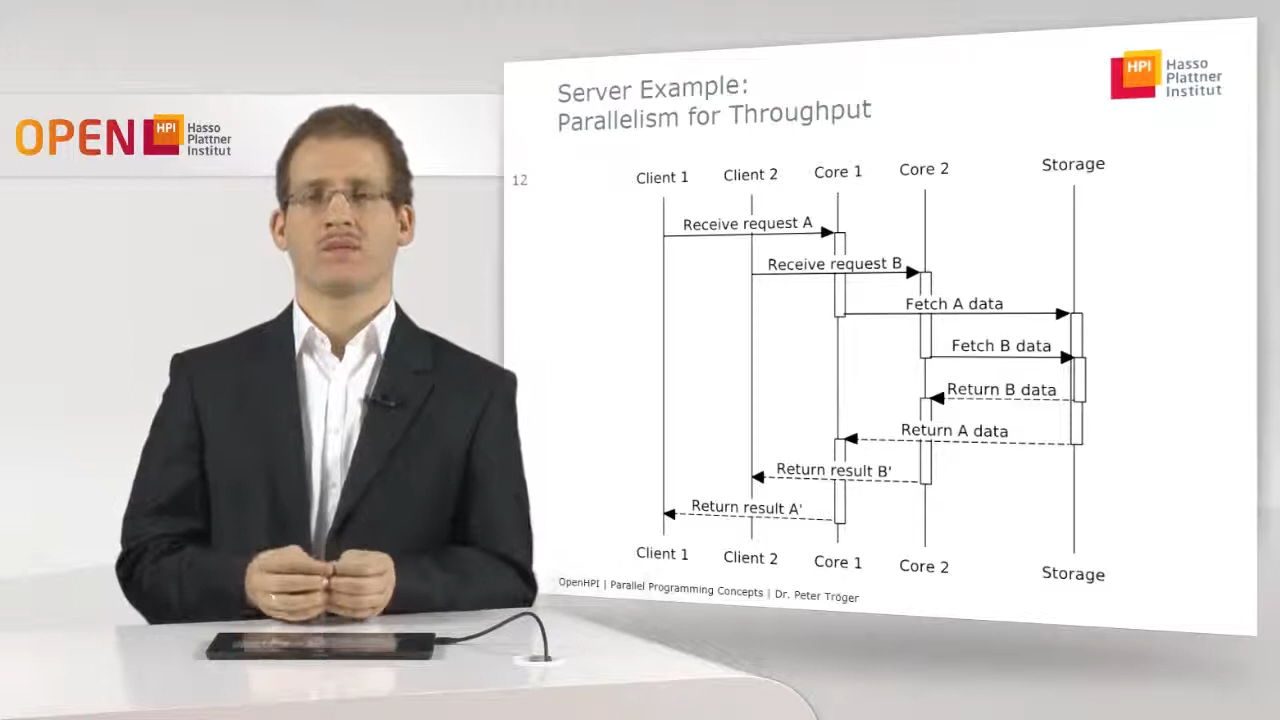 OPEN HPI Hasso
Plattner
Institut
Server Example:
Parallelism for Throughput
HPI Hasso
Plattner
Institut
12
Client 1 Client 2 Core 1 Core 2 Storage
Receive request A
Receive request B
Fetch A data
Fetch B data
Return B data
Return A data
Return result B'
Return result A'
Client 1 Client 2 Core 1 Core 2 Storage
OpenHPI | Parallel Programming Concepts | Dr. Peter Tröger